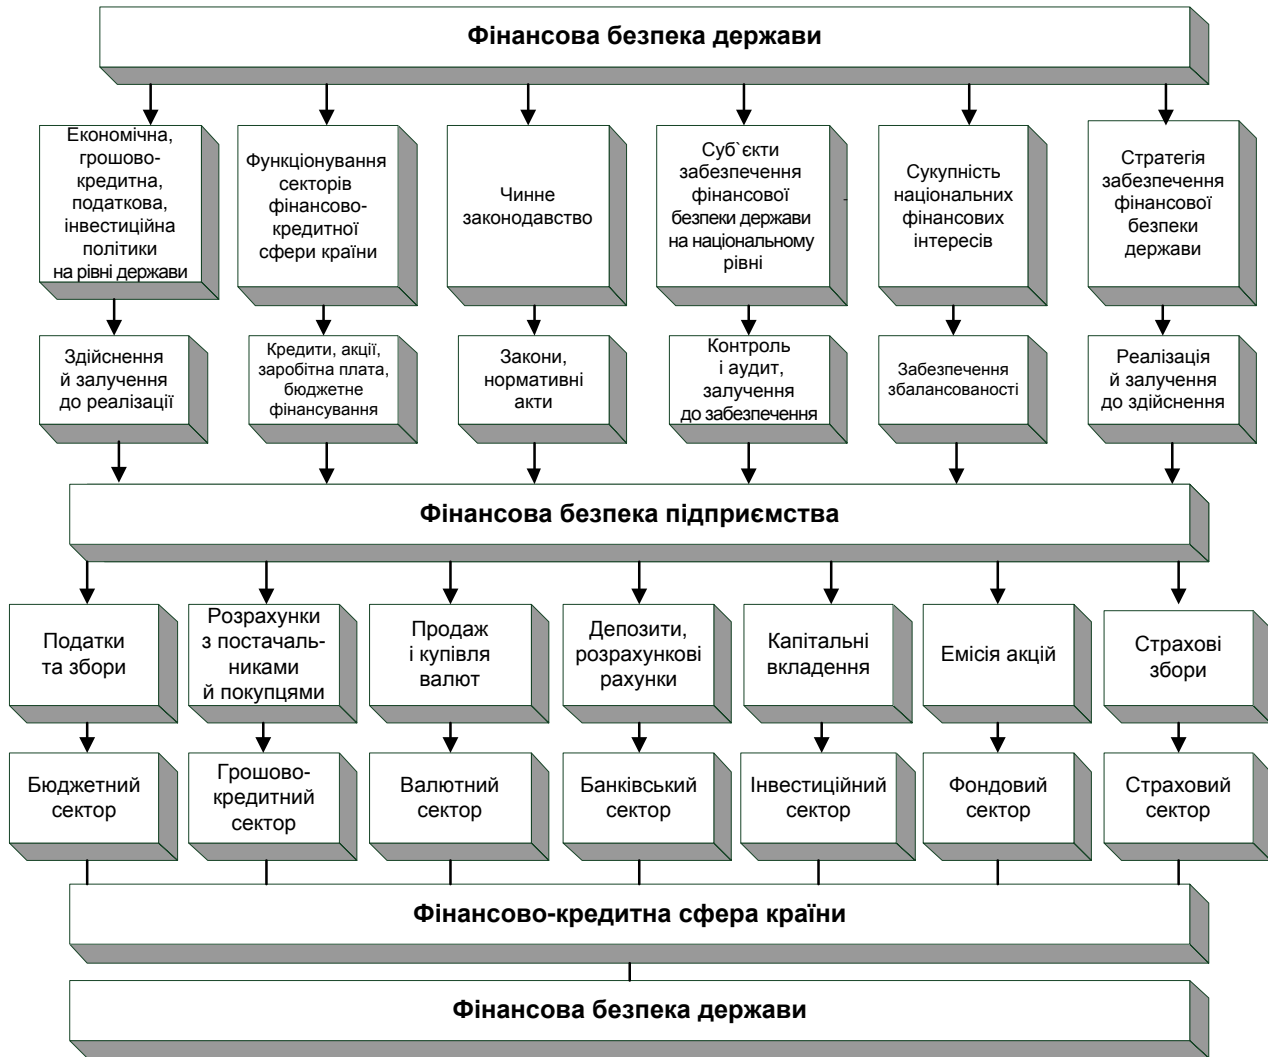 Фінансова безпека держави
Економічна,
грошово-
кредитна,
податкова,
інвестиційна
політики
на рівні держави
Функціонування
секторів
фінансово-
кредитної
сфери країни
Чинне
законодавство
Суб`єкти
забезпечення
фінансової
безпеки держави
на національному
рівні
Сукупність
національних
фінансових
інтересів
Стратегія
забезпечення
фінансової
безпеки
держави
Здійснення
й залучення
до реалізації
Кредити, акції,
заробітна плата,
бюджетне
фінансування
Закони,
нормативні
акти
Контроль
і аудит,
залучення
до забезпечення
Забезпечення
збалансованості
Реалізація
й залучення
до здійснення
Фінансова безпека підприємства
Податки
та збори
Розрахунки
з постачаль-
никами
й покупцями
Продаж
і купівля
валют
Депозити,
розрахункові
рахунки
Капітальні
вкладення
Емісія акцій
Страхові
збори
Бюджетний
сектор
Грошово-
кредитний
сектор
Валютний
сектор
Банківський
сектор
Інвестиційний
сектор
Фондовий
сектор
Страховий
сектор
Фінансово-кредитна сфера країни
Фінансова безпека держави